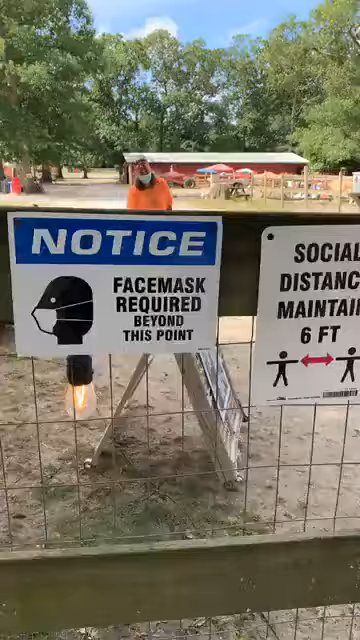 NOTICE
FACEMASK
REQUIRED
BEYOND
THIS POINT
SOCIAL
DISTANC
MAINTAI
6 FT